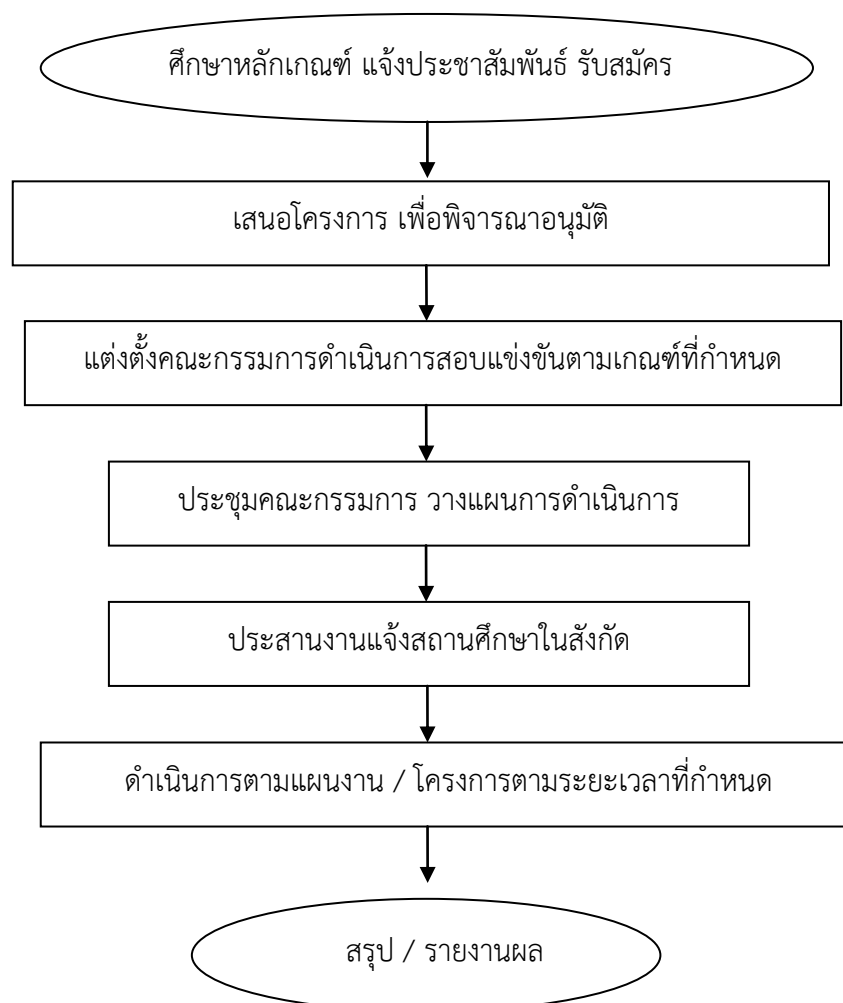 ศึกษาหลักเกณฑ์ แจ้งประชาสัมพันธ์ รับสมัคร
เสนอโครงการ เพื่อพิจารณาอนุมัติ
แต่งตั้งคณะกรรมการดำเนินการสอบแข่งขันตามเกณฑ์ที่กำหนด
ประชุมคณะกรรมการ วางแผนการดำเนินการ
ประสานงานแจ้งสถานศึกษาในสังกัด
ดำเนินการตามแผนงาน / โครงการตามระยะเวลาที่กำหนด
สรุป / รายงานผล